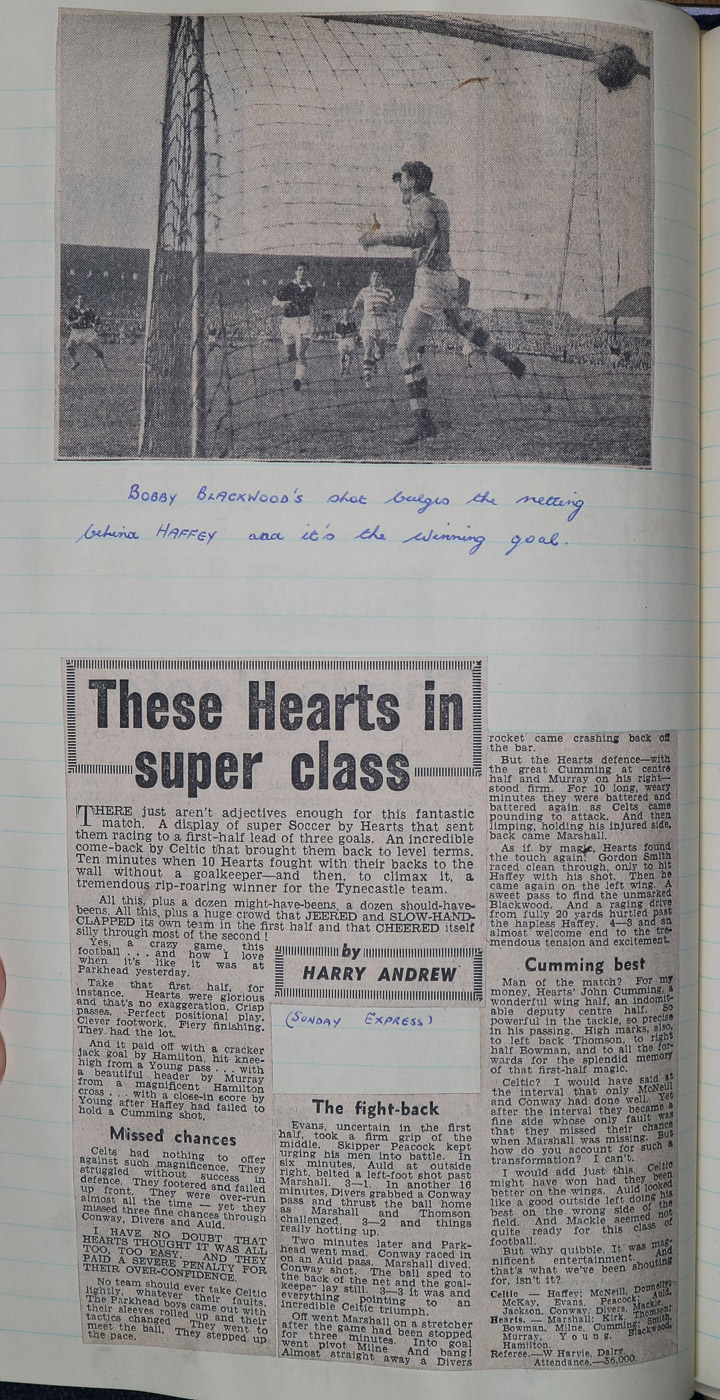 BOBBY BLACKWOOD'S shot bulges the netting
behind HAFFEY and it's the winning goal.
These Hearts in
super class
THERE just aren't adjectives enough for this fantastic
match. A display of super Soccer by Hearts that sent
them racing to a first-half lead of three goals. An incredible
come-back by Celtic that brought them back to level terms.
Ten minutes when 10 Hearts fought with their backs to the
wall without a goalkeeper—and then, to climax it, a
tremendous rip-roaring winner for the Tynecastle team.
All this, plus a dozen might-have-beens, a dozen should-have-
beens. All this, plus a huge crowd that JEERED and SLOW-HAND-
CLAPPED its own team in the first half and that CHEERED itself
silly through most of the second!
Yes, a crazy game, this
football . . . and how I love
when it's like it was at
Parkhead yesterday.
Take that first half, for
instance. Hearts were glorious
and that's no exaggeration. Crisp
passes. Perfect positional play.
Clever footwork. Fiery finishing.
They had the lot.
And it paid off with a cracker
jack goal by Hamilton, hit knee-
high from a Young pass . . . with
a beautiful header by Murray
from a magnificent Hamilton
cross . . . with a close-in score by
Young after Haffey had failed to
hold a Cumming shot.
Missed chances
Celts had nothing to offer
against such magnificence. They
struggled without success in
defence. They footered and failed
up front. They were over-run
almost all the time — yet they
missed three fine chances through
Conway, Divers and Auld.
I HAVE NO DOUBT THAT
HEARTS THOUGHT IT WAS ALL
TOO, TOO EASY. AND THEY
PAID A SEVERE PENALTY FOR
THEIR OVER-CONFIDENCE.
No team should ever take Celtic
lightly, whatever their faults.
The Parkhead boys came out with
their sleeves rolled up and their
tactics changed. They went to
meet the ball. They stepped up
the pace.
by
HARRY ANDREW
(SUNDAY EXPRESS)
The fight-back
Evans, uncertain in the first
half, took a firm grip of the
middle. Skipper Peacock kept
urging his men into battle. In
six minutes, Auld at outside
right, belted a left-foot shot past
Marshall. 3—1. In another 16
minutes, Divers grabbed a Conway
pass and thrust the ball home
as Marshall and Thomson
challenged. 3—2 and things
really hotting up.
Two minutes later and Park-
head went mad. Conway raced in
on an Auld pass. Marshall dived.
Conway shot. The ball sped to
the back of the net and the goal-
keeper lay still. 3—3 it was and
everything pointing to an
incredible Celtic triumph.
Off went Marshall on a stretcher
after the game had been stopped
for three minutes. Into goal
went pivot Milne. And bang!
Almost straight away a Divers
rocket came crashing back off
the bar.
But the Hearts defence—with
the great Cumming at centre
half and Murray on his right—
stood firm. For 10 long, weary
minutes they were battered and
battered again as Celts came
pounding to attack. And then
limping, holding his injured side,
back came Marshall.
As if by magic, Hearts found
the touch again. Gordon Smith
raced clean through, only to hit
Haffey with his shot. Then he
came again on the left wing. A
sweet pass to find the unmarked
Blackwood. And a raging drive
from fully 20 yards hurtled past
the hapless Haffey. 4—3 and an
almost welcome end to the tre-
mendous tension and excitement.
Cumming best
Man of the match? For my
money, Hearts' John Cumming, a
wonderful wing half, an indomit-
able deputy centre half. So
powerful in the tackle, so precise
in his passing. High marks, also,
to left back Thomson, to right
half Bowman, and to all the for-
wards for the splendid memory
of that first-half magic.
Celtic? I would have said at
the interval that only McNeill
and Conway had done well. Yet
after the interval they became a
fine side whose only fault was
that they missed their chance
when Marshall was missing. But
how do you account for such a
transformation? I can't.
I would add just this. Celtic
might have won had they been
better on the wings. Auld looked
like a good outside left doing his
best on the wrong side of the
field. And Mackle seemed not
quite ready for this class of
football.
But why quibble. It was mag-
nificent entertainment. And
that's what we've been shouting
for, isn't it?
Celtic — Haffey; McNeill, Donnelly;
McKay, Evans, Peacock; Auld,
Jackson, Conway, Divers, Mackle.
Hearts. — Marshall; Kirk, Thomson;
Bowman, Milne, Cumming; Smith,
Murray, Young, Blackwood,
Hamilton.
Referee.—W Harvie, Dalry.
Attendance.—36,000.